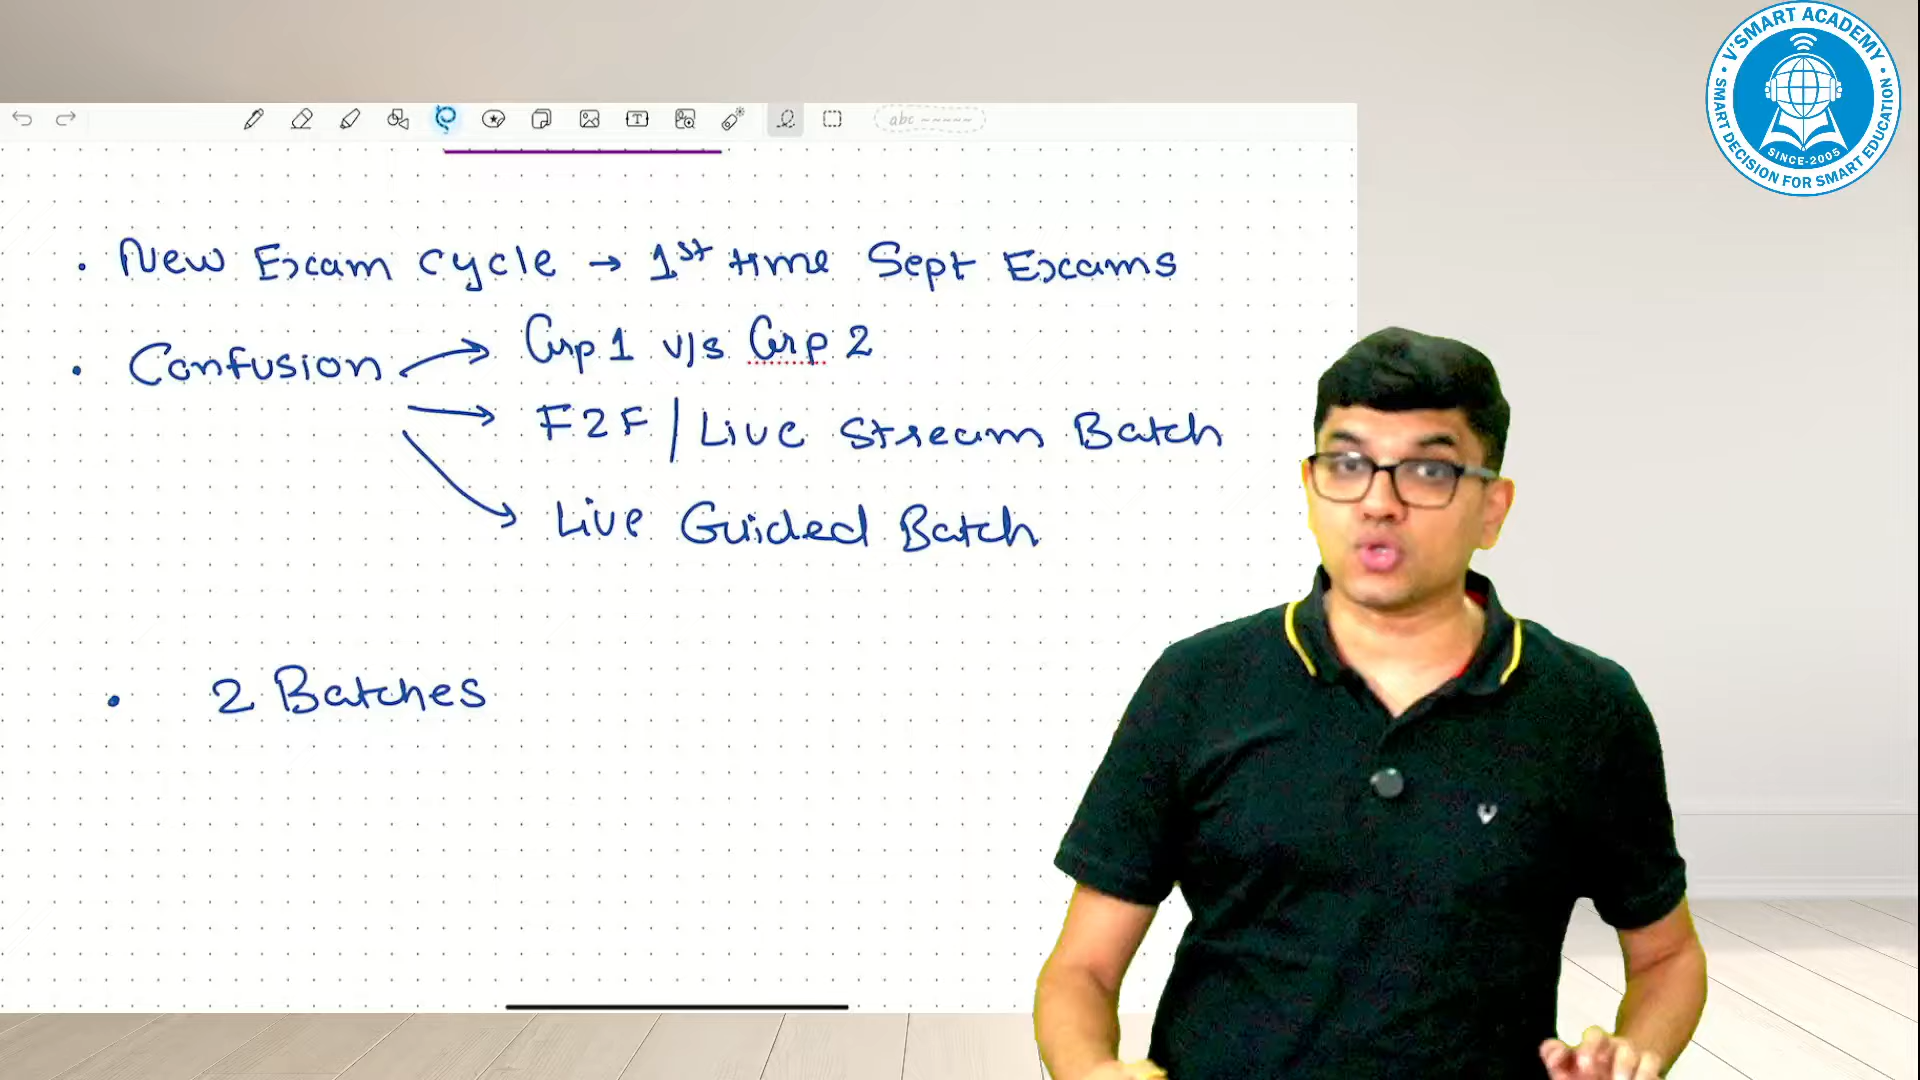 V'SMART ACADEMY
SMART DECISION FOR SMART EDUCATION
SINCE-2005
abc
• New Exam cycle → 1st time Sept Exams
• Confusion → Grp 1 v/s Grp 2
→ F2F / Live Stream Batch
→ Live Guided Batch
• 2 Batches